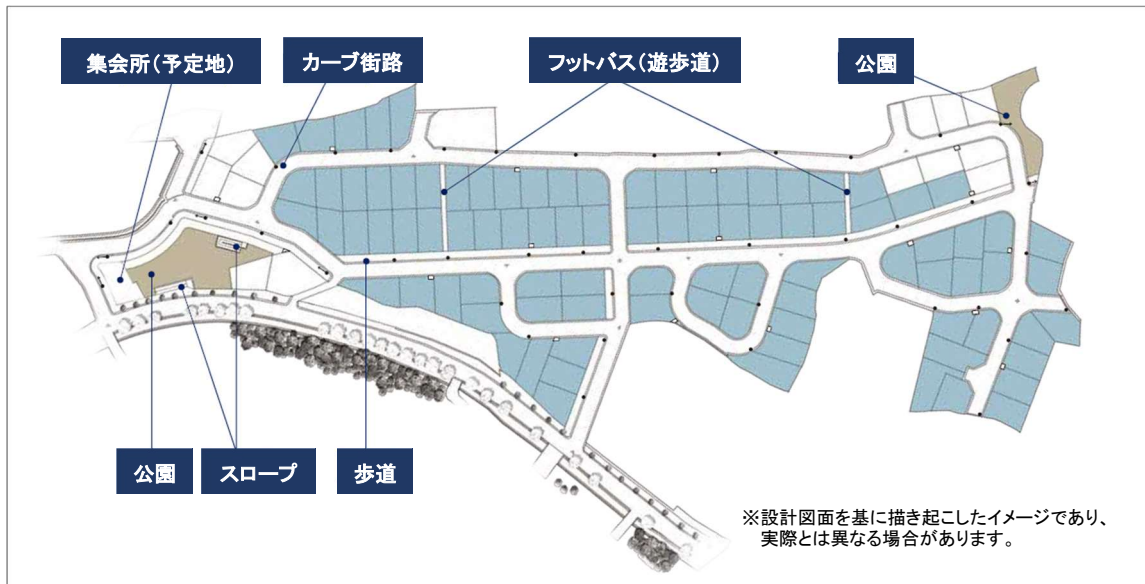 集会所（予定地）
カーブ街路
フットバス（遊歩道）
公園
公園
スロープ
歩道
※設計図面を基に描き起こしたイメージであり、
実際とは異なる場合があります。